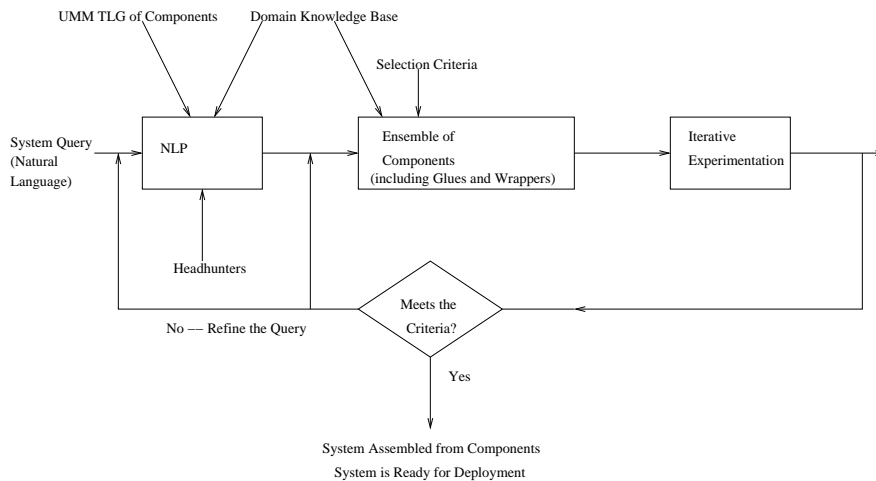 UMM TLG of Components
Domain Knowledge Base
Selection Criteria
System Query
(Natural
Language)
NLP
Ensemble of
Components
(including Glues and Wrappers)
Iterative
Experimentation
Headhunters
Meets the
Criteria?
No −− Refine the Query
Yes
System Assembled from Components
System is Ready for Deployment